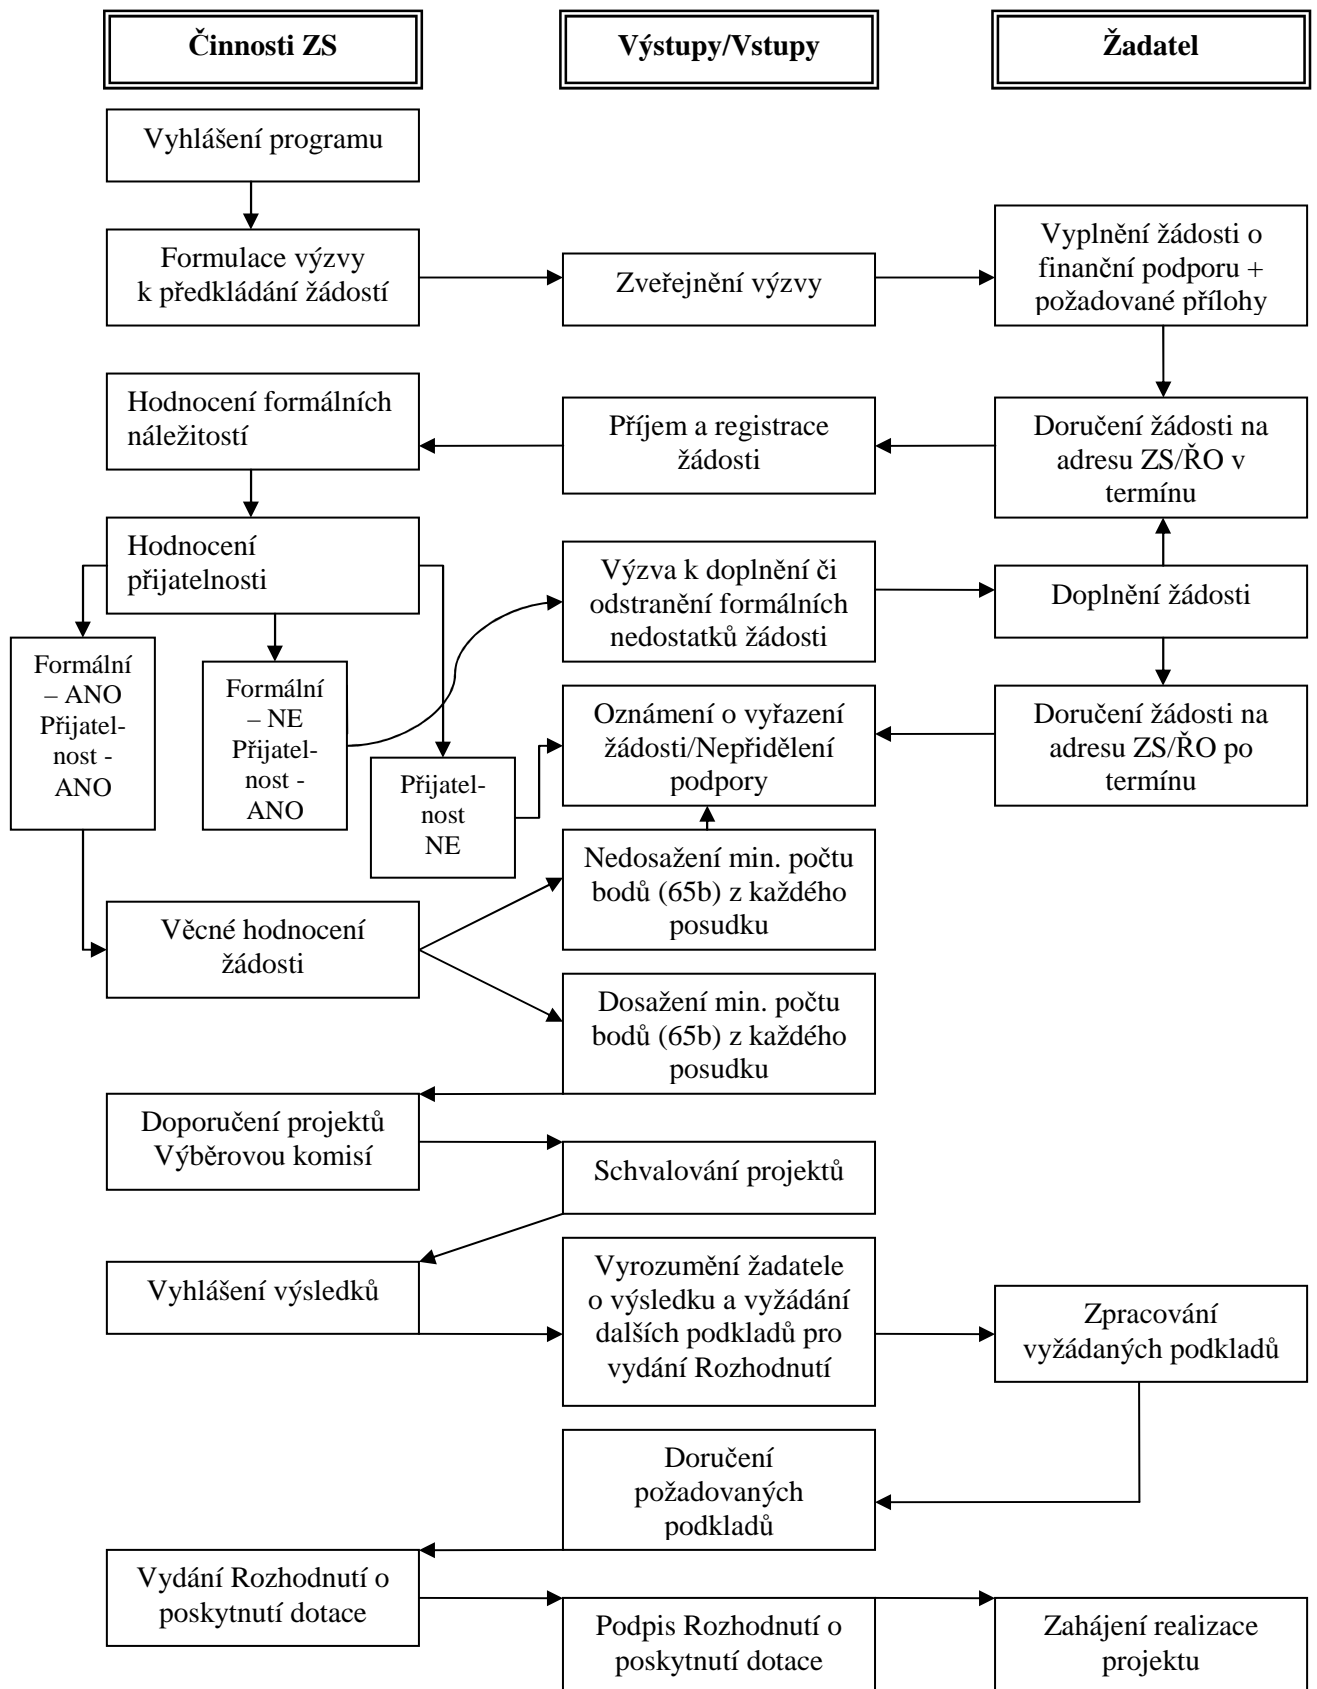 Činnosti ZS
Výstupy/Vstupy
Žadatel
Vyhlášení programu
Formulace výzvy
k předkládání žádostí
Zveřejnění výzvy
Vyplnění žádosti o
finanční podporu +
požadované přílohy
Hodnocení formálních
náležitostí
Příjem a registrace
žádosti
Doručení žádosti na
adresu ZS/ŘO v
termínu
Hodnocení
přijatelnosti
Výzva k doplnění či
odstranění formálních
nedostatků žádosti
Doplnění žádosti
Formální
– ANO
Přijatel-
nost -
ANO
Formální
– NE
Přijatel-
nost -
ANO
Přijatel-
nost
NE
Oznámení o vyřazení
žádosti/Nepřidělení
podpory
Doručení žádosti na
adresu ZS/ŘO po
termínu
Nedosažení min. počtu
bodů (65b) z každého
posudku
Věcné hodnocení
žádosti
Dosažení min. počtu
bodů (65b) z každého
posudku
Doporučení projektů
Výběrovou komisí
Schvalování projektů
Vyhlášení výsledků
Vyrozumění žadatele
o výsledku a vyžádání
dalších podkladů pro
vydání Rozhodnutí
Zpracování
vyžádaných podkladů
Doručení
požadovaných
podkladů
Vydání Rozhodnutí o
poskytnutí dotace
Podpis Rozhodnutí o
poskytnutí dotace
Zahájení realizace
projektu